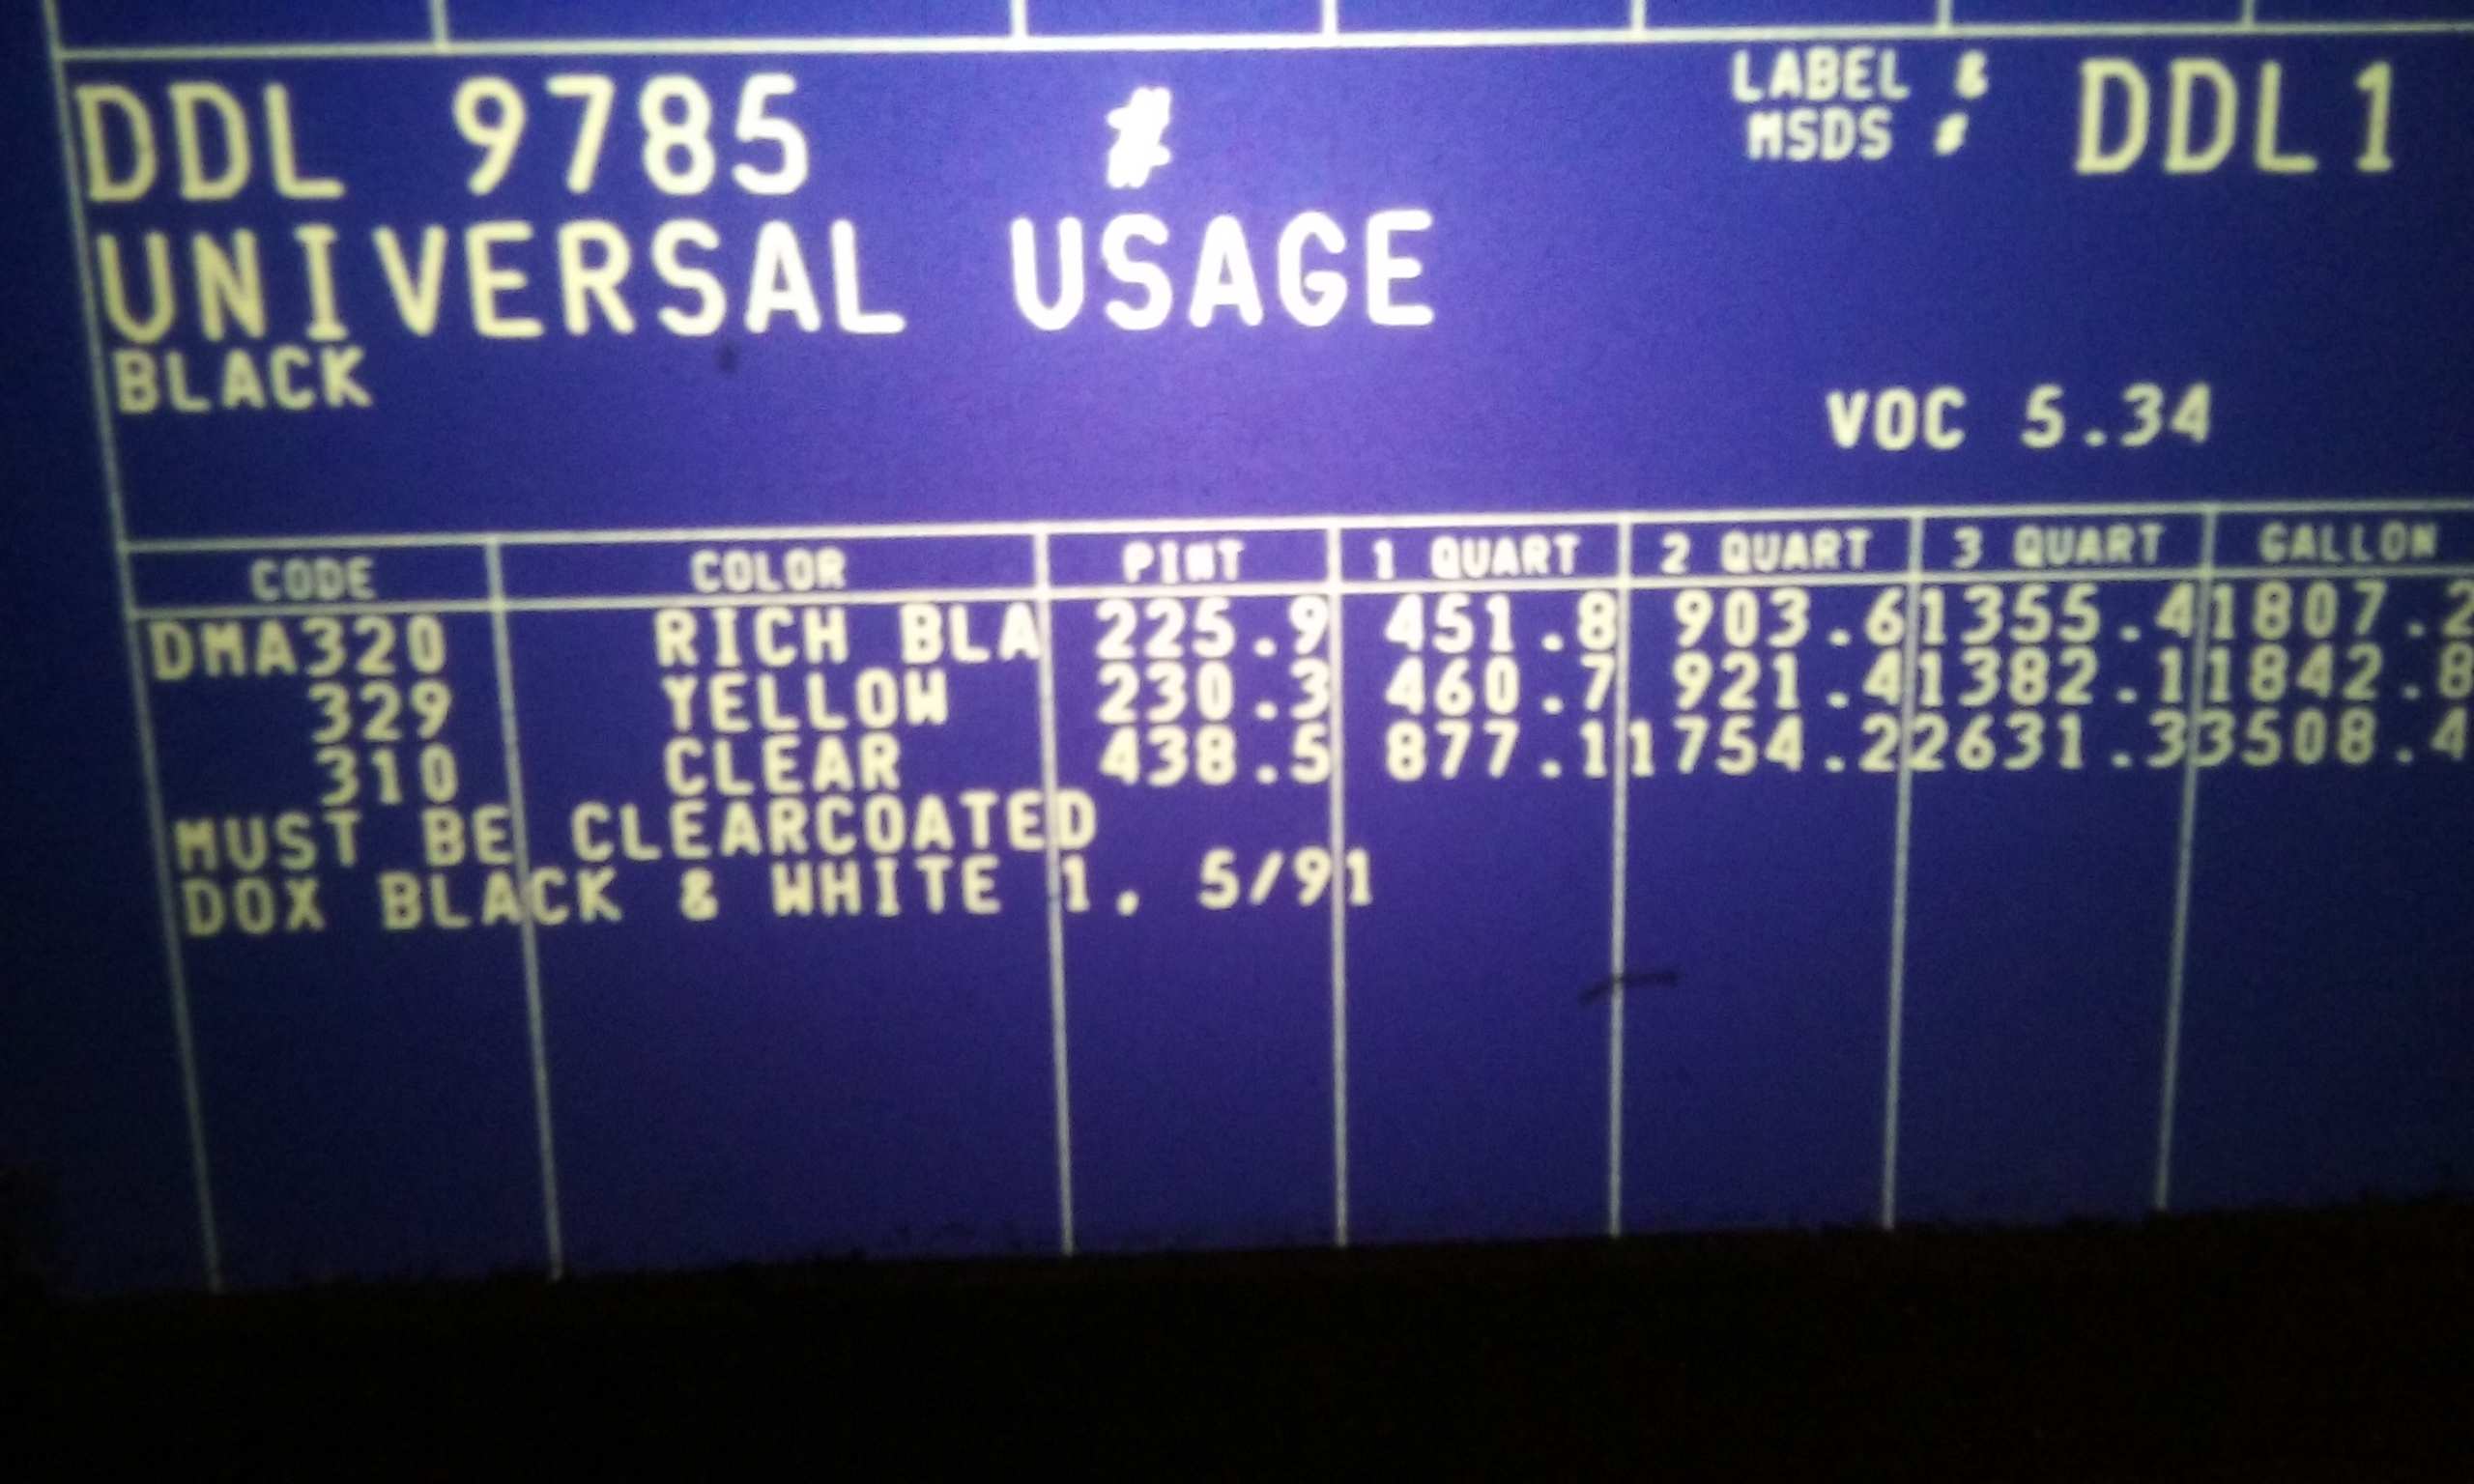 DDL 9785 # LABEL & MSDS # DDL1
UNIVERSAL USAGE
BLACK
VOC 5.34
CODE COLOR PINT 1 QUART 2 QUART 3 QUART GALLON
DMA320 RICH BLA 225.9 451.8 903.6 1355.4 1807.2
329 YELLOW 230.3 460.7 921.4 1382.1 1842.8
310 CLEAR 438.5 877.1 1754.2 2631.3 3508.4
MUST BE CLEARCOATED
DOX BLACK & WHITE 1, 5/91